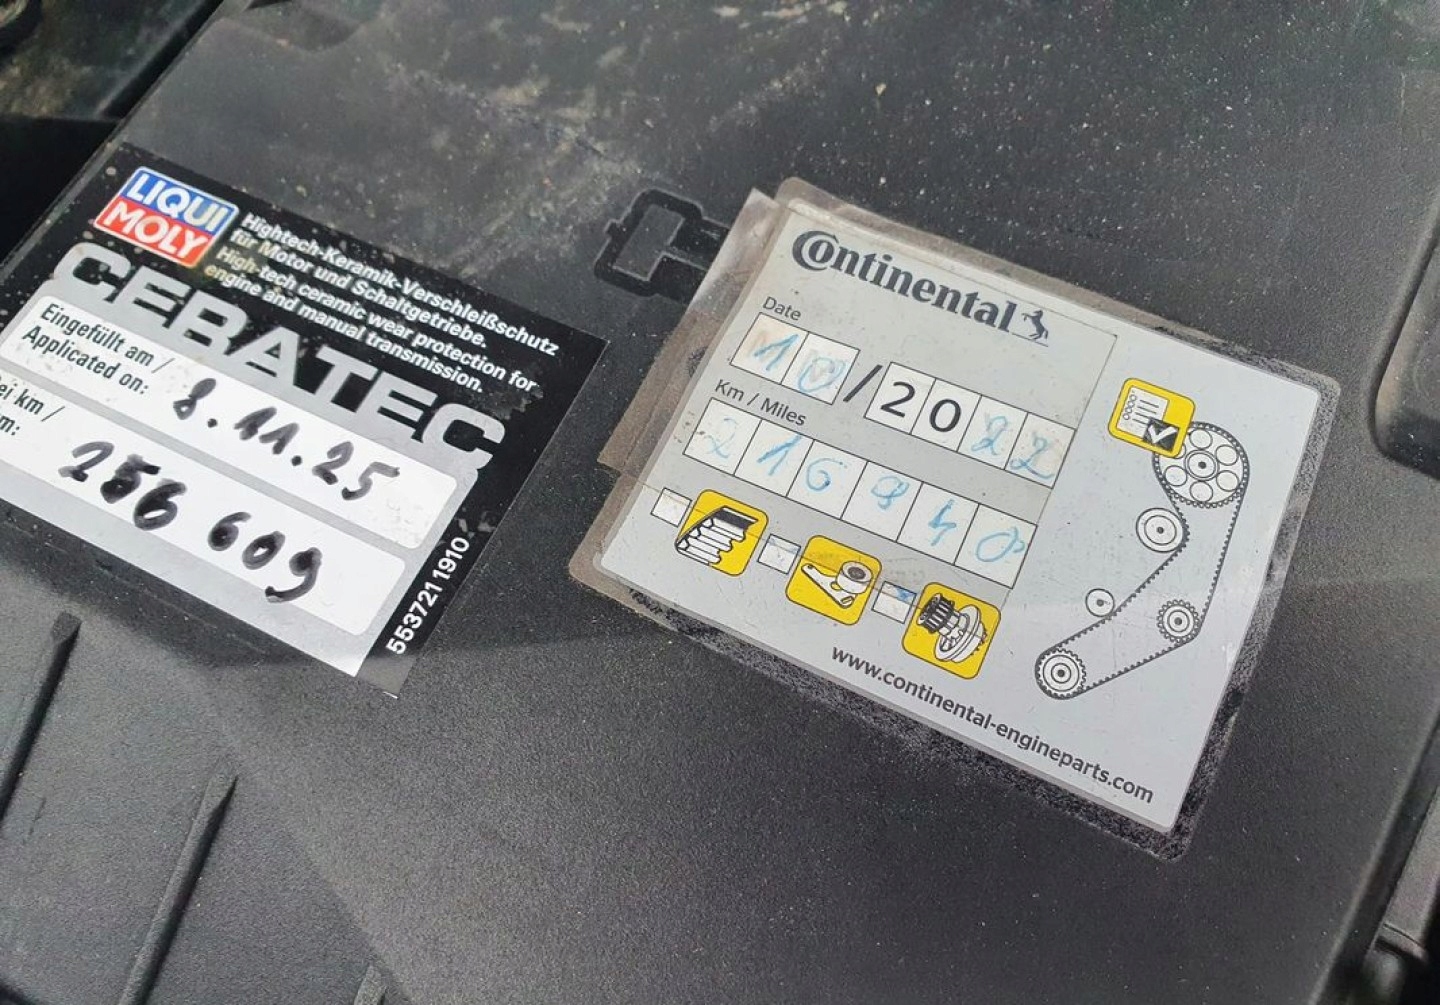 LIQUI
MOLY
Hightech-Keramik-Verschleißschutz
für Motor und Schaltgetriebe.
High-tech ceramic wear protection for
engine and manual transmission.
CERATEC
Eingefüllt am /
Applicated on:
8.11.25
ei km /
m:
256 609
5537211910
Continental
Date
10/2022
Km / Miles
216840
www.continental-engineparts.com